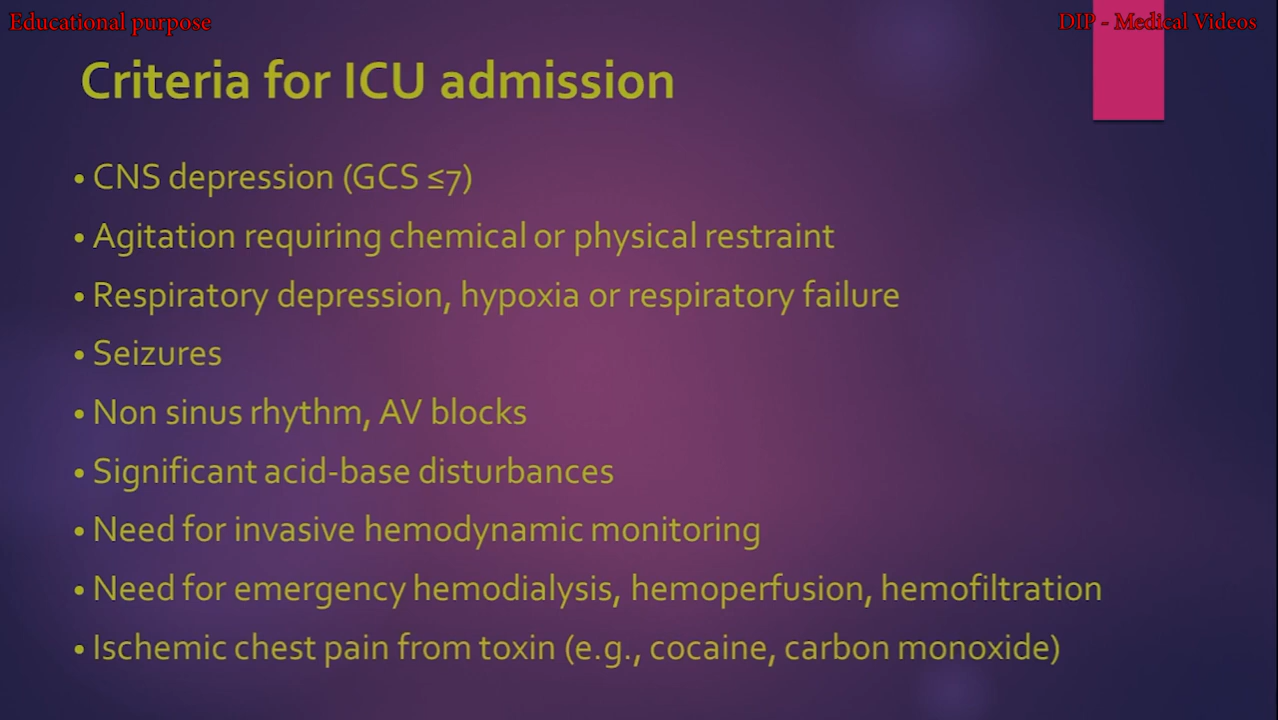 Educational purpose
DIP - Medical Videos
Criteria for ICU admission
• CNS depression (GCS ≤7)
• Agitation requiring chemical or physical restraint
• Respiratory depression, hypoxia or respiratory failure
• Seizures
• Non sinus rhythm, AV blocks
• Significant acid-base disturbances
• Need for invasive hemodynamic monitoring
• Need for emergency hemodialysis, hemoperfusion, hemofiltration
• Ischemic chest pain from toxin (e.g., cocaine, carbon monoxide)